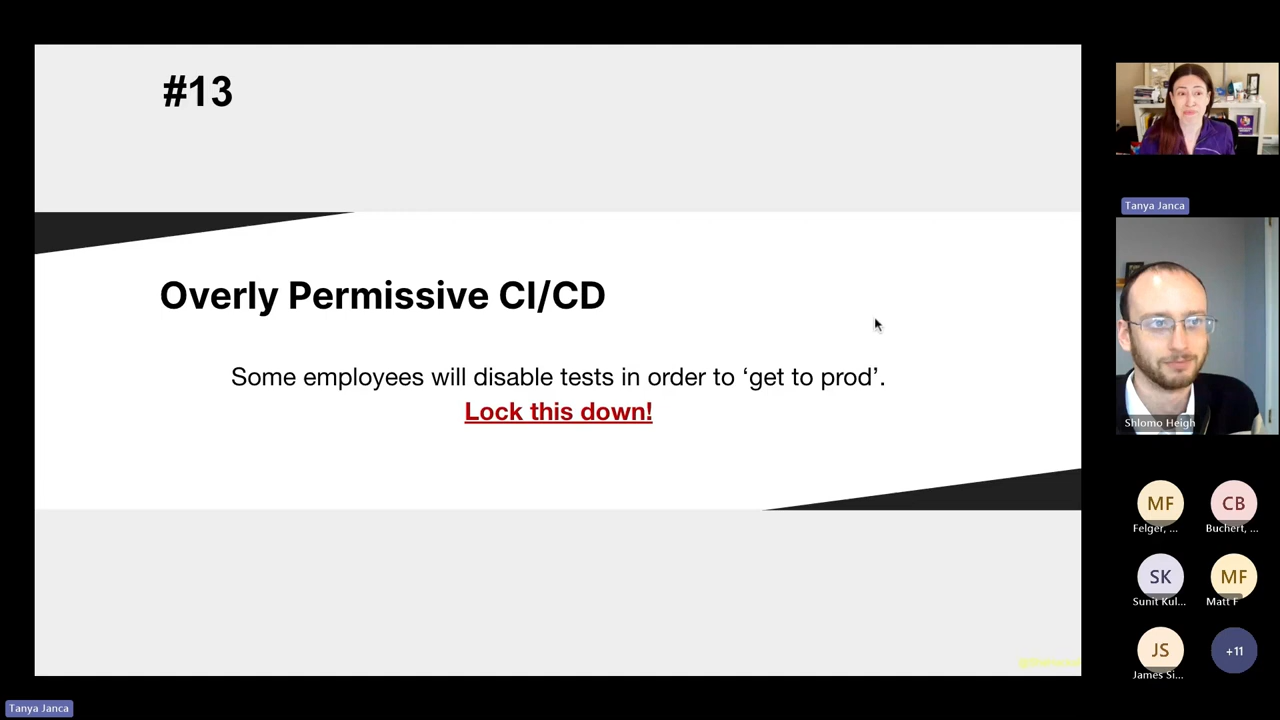 #13
Overly Permissive CI/CD
Some employees will disable tests in order to ‘get to prod’.
Lock this down!
Tanya Janca
Shlomo Heigh
MF
Felger, ...
CB
Buchert, ...
SK
Sunit Kul...
MF
Matt F
JS
James Si...
+11
Tanya Janca